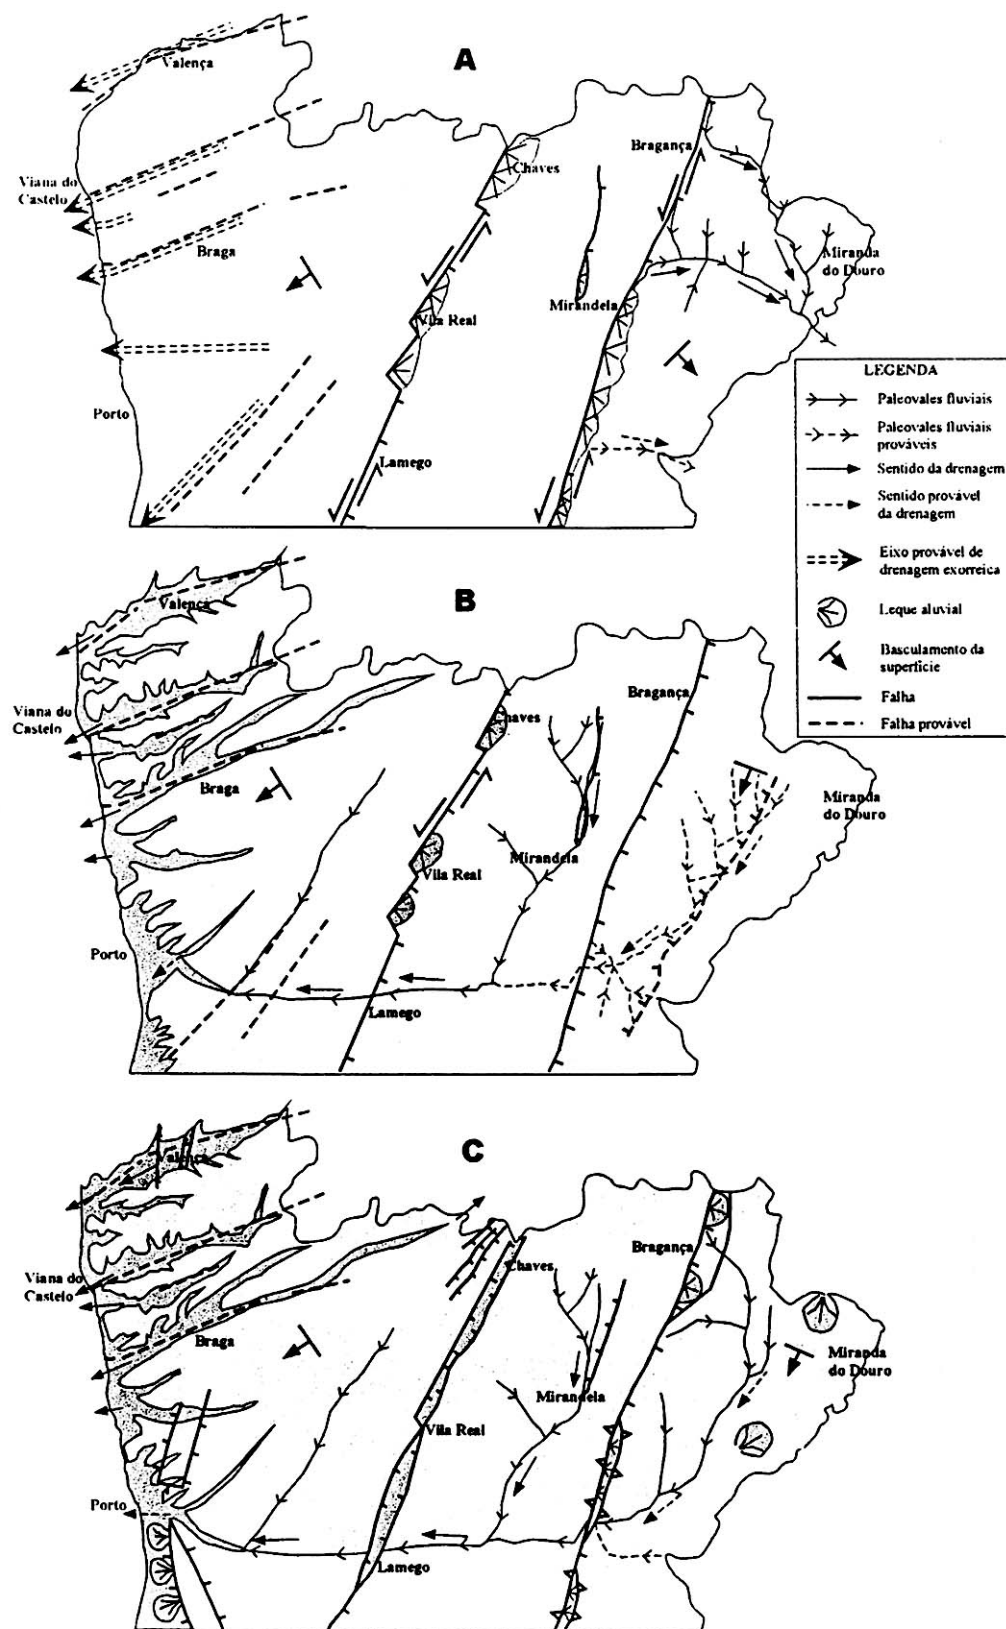 A
Valença
Chaves
Bragança
Viana do
Castelo
Braga
Vila Real
Mirandela
Miranda
do Douro
Porto
Lamego
LEGENDA
Paleovales fluviais
Paleovales fluviais
prováveis
Sentido da drenagem
Sentido provável
da drenagem
Eixo provável de
drenagem exorreica
Leque aluvial
Basculamento da
superfície
Falha
Falha provável
B
Valença
Bragança
Viana do
Castelo
Chaves
Braga
Miranda
do Douro
Mirandela
Vila Real
Porto
Lamego
C
Valença
Bragança
Chaves
Viana do
Castelo
Braga
Miranda
do Douro
Mirandela
Vila Real
Porto
Lamego